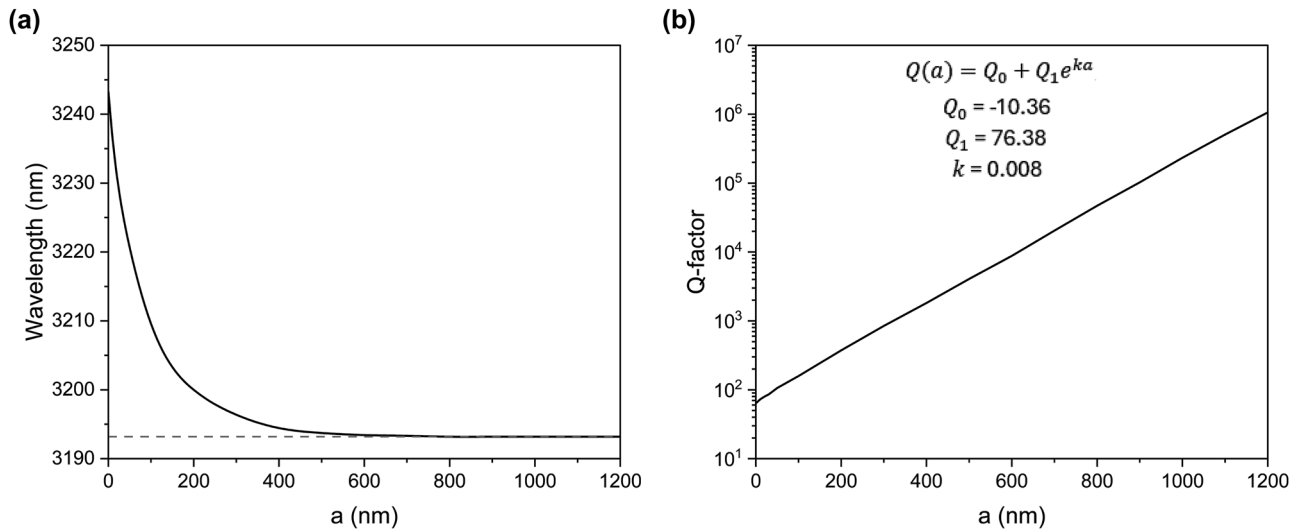 (a)
3250
3240
3230
3220
3210
3200
3190
Wavelength (nm)
0 200 400 600 800 1000 1200
a (nm)
(b)
10⁷
10⁶
10⁵
10⁴
10³
10²
10¹
Q-factor
Q(a) = Q₀ + Q₁eᵏᵃ
Q₀ = -10.36
Q₁ = 76.38
k = 0.008
0 200 400 600 800 1000 1200
a (nm)